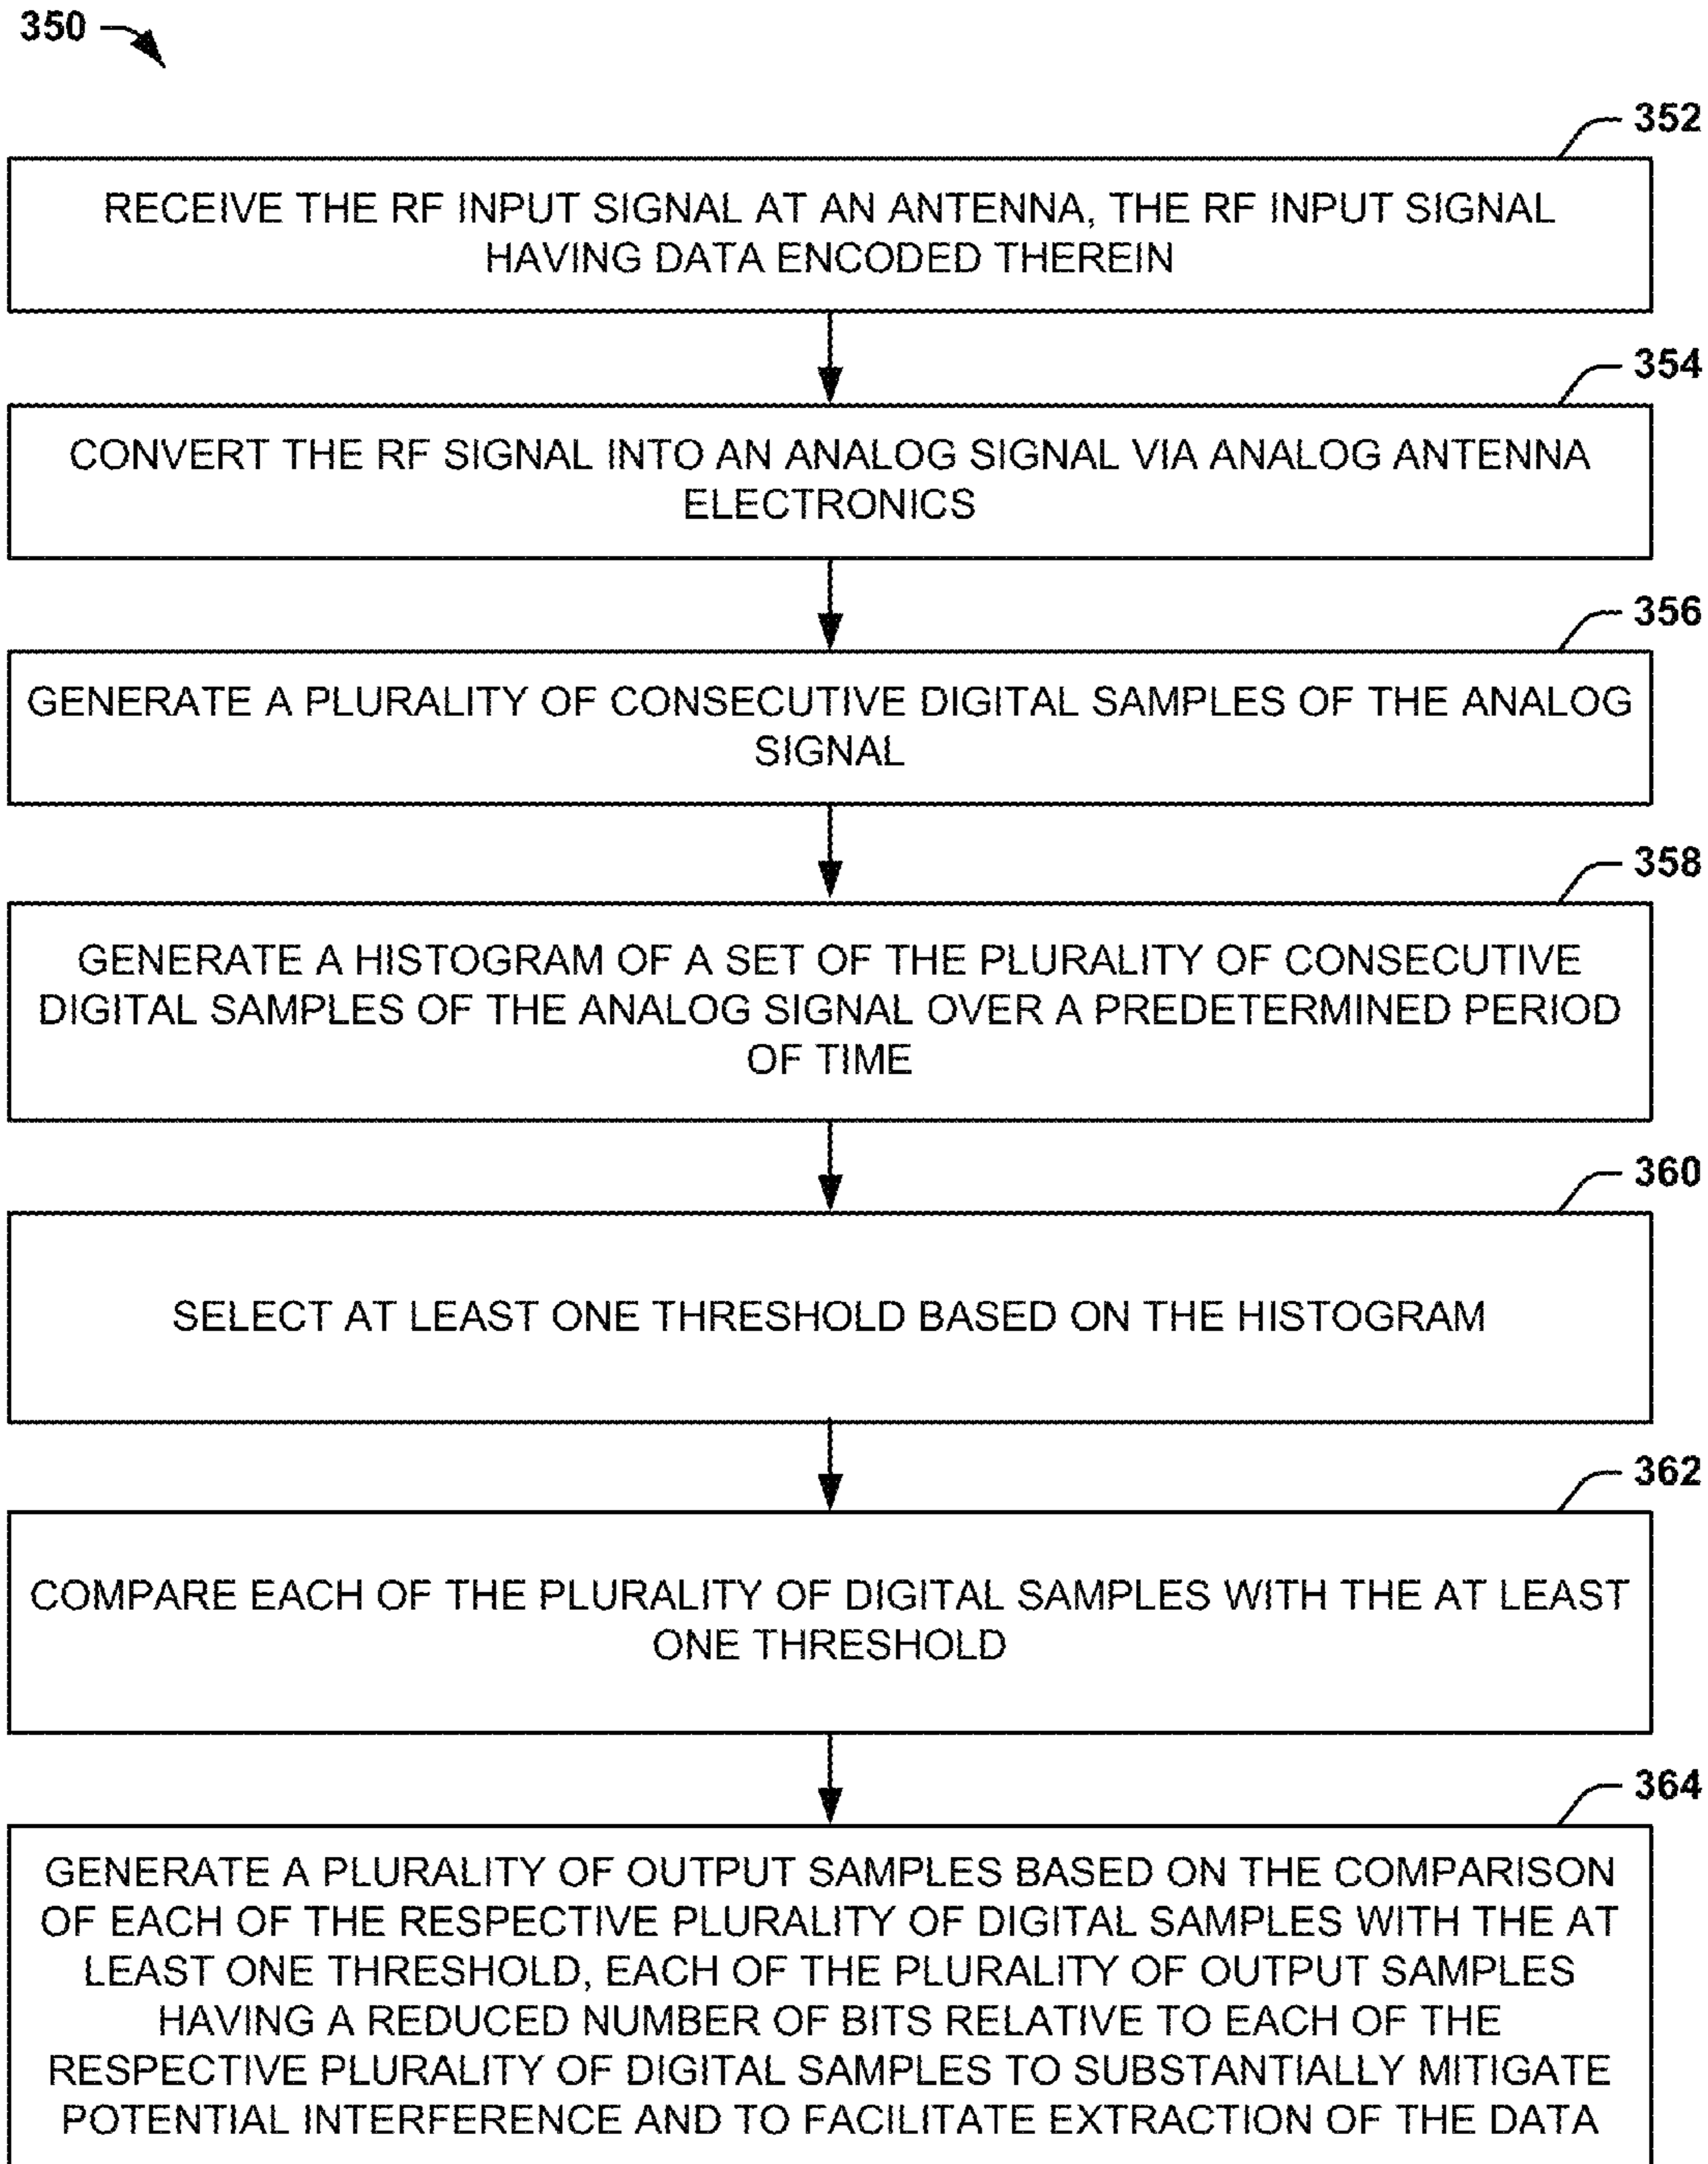 350
352
RECEIVE THE RF INPUT SIGNAL AT AN ANTENNA, THE RF INPUT SIGNAL
HAVING DATA ENCODED THEREIN
354
CONVERT THE RF SIGNAL INTO AN ANALOG SIGNAL VIA ANALOG ANTENNA
ELECTRONICS
356
GENERATE A PLURALITY OF CONSECUTIVE DIGITAL SAMPLES OF THE ANALOG
SIGNAL
358
GENERATE A HISTOGRAM OF A SET OF THE PLURALITY OF CONSECUTIVE
DIGITAL SAMPLES OF THE ANALOG SIGNAL OVER A PREDETERMINED PERIOD
OF TIME
360
SELECT AT LEAST ONE THRESHOLD BASED ON THE HISTOGRAM
362
COMPARE EACH OF THE PLURALITY OF DIGITAL SAMPLES WITH THE AT LEAST
ONE THRESHOLD
364
GENERATE A PLURALITY OF OUTPUT SAMPLES BASED ON THE COMPARISON
OF EACH OF THE RESPECTIVE PLURALITY OF DIGITAL SAMPLES WITH THE AT
LEAST ONE THRESHOLD, EACH OF THE PLURALITY OF OUTPUT SAMPLES
HAVING A REDUCED NUMBER OF BITS RELATIVE TO EACH OF THE
RESPECTIVE PLURALITY OF DIGITAL SAMPLES TO SUBSTANTIALLY MITIGATE
POTENTIAL INTERFERENCE AND TO FACILITATE EXTRACTION OF THE DATA